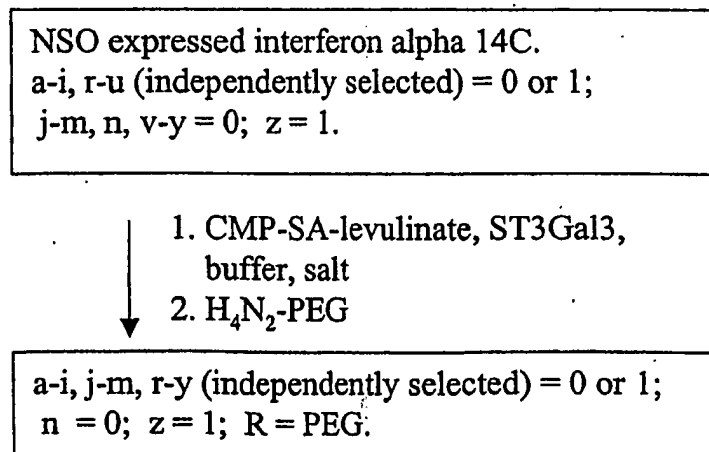 NSO expressed interferon alpha 14C.
a-i, r-u (independently selected) = 0 or 1;
j-m, n, v-y = 0; z = 1.
1. CMP-SA-levulinate, ST3Gal3,
buffer, salt
2. H₄N₂-PEG
a-i, j-m, r-y (independently selected) = 0 or 1;
n = 0; z = 1; R = PEG.